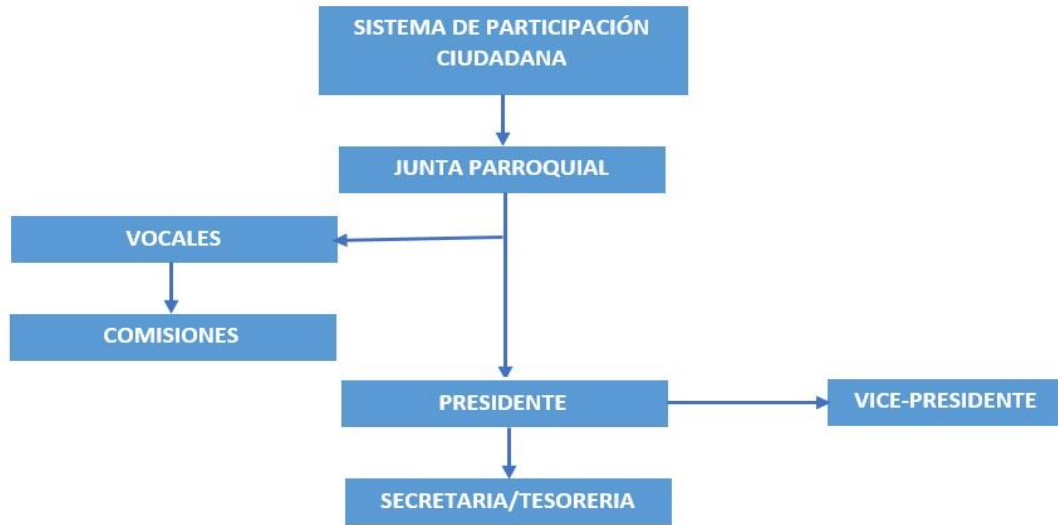 SISTEMA DE PARTICIPACIÓN
CIUDADANA
JUNTA PARROQUIAL
VOCALES
COMISIONES
PRESIDENTE
VICE-PRESIDENTE
SECRETARIA/TESORERIA